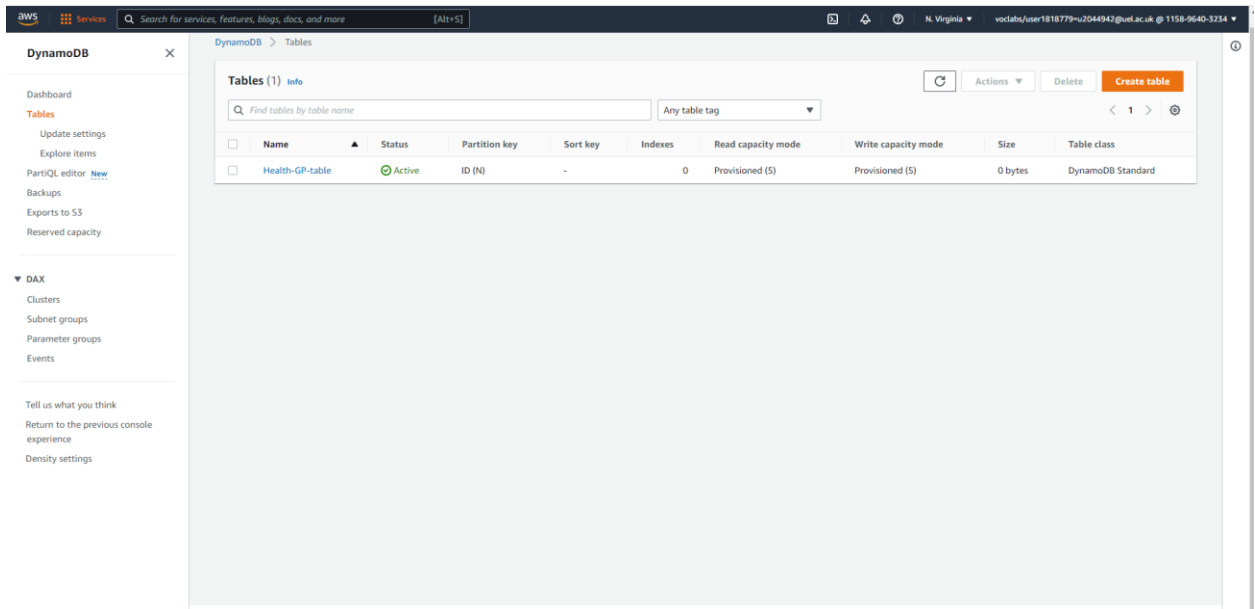 aws Services Search for services, features, blogs, docs, and more [Alt+S] N. Virginia ▼ voclabs/user1818779=u2044942@uel.ac.uk @ 1158-9640-3234 ▼
DynamoDB
Dashboard
Tables
Update settings
Explore items
PartiQL editor New
Backups
Exports to S3
Reserved capacity
▼ DAX
Clusters
Subnet groups
Parameter groups
Events
Tell us what you think
Return to the previous console
experience
Density settings
DynamoDB > Tables
Tables (1) Info
Actions ▼ Delete Create table
Find tables by table name Any table tag ▼ < 1 >
Name ▲ Status Partition key Sort key Indexes Read capacity mode Write capacity mode Size Table class
Health-GP-table Active ID (N) - 0 Provisioned (5) Provisioned (5) 0 bytes DynamoDB Standard